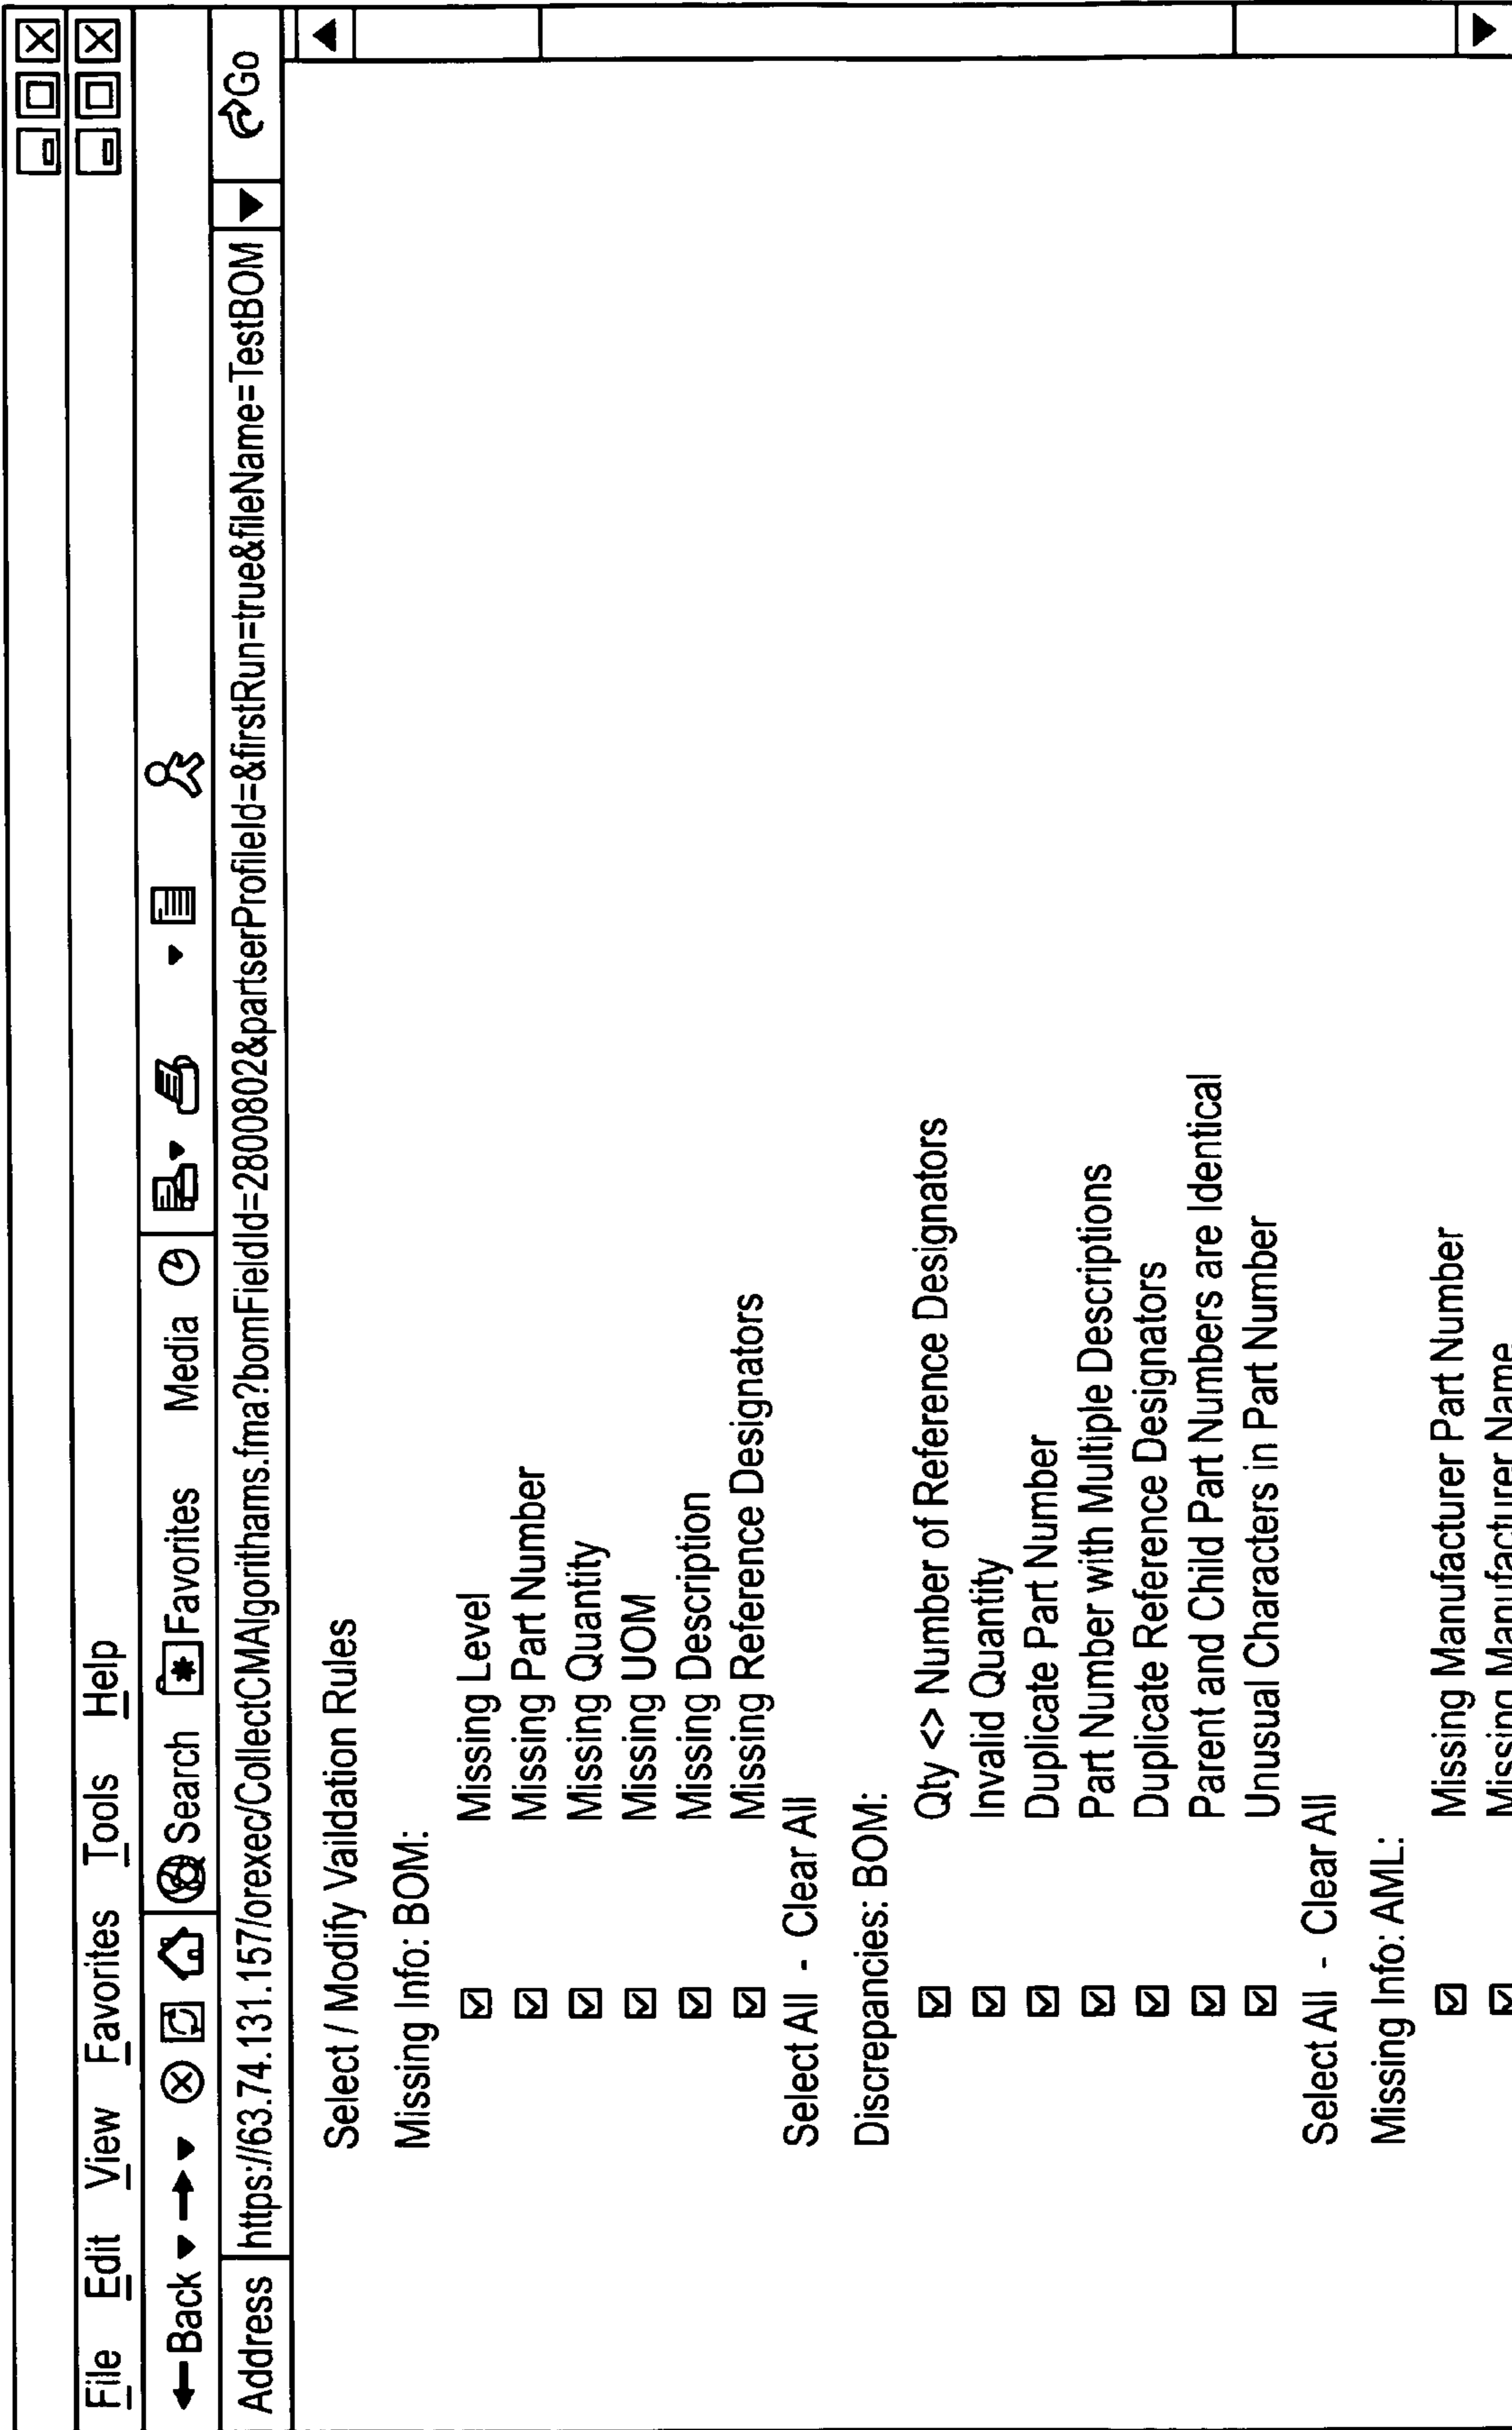 File Edit View Favorites Tools Help
Back Search Favorites Media
Address https://63.74.131.157/orexec/CollectCMAlgorithams.fma?bomFieldId=2800802&partserProfileId=&firstRun=true&fileName=TestBOM Go
Select / Modify Vaildation Rules
Missing Info: BOM:
Missing Level
Missing Part Number
Missing Quantity
Missing UOM
Missing Description
Missing Reference Designators
Select All - Clear All
Discrepancies: BOM:
Qty <> Number of Reference Designators
Invalid Quantity
Duplicate Part Number
Part Number with Multiple Descriptions
Duplicate Reference Designators
Parent and Child Part Numbers are Identical
Unusual Characters in Part Number
Select All - Clear All
Missing Info: AML:
Missing Manufacturer Part Number
Missing Manufacturer Name